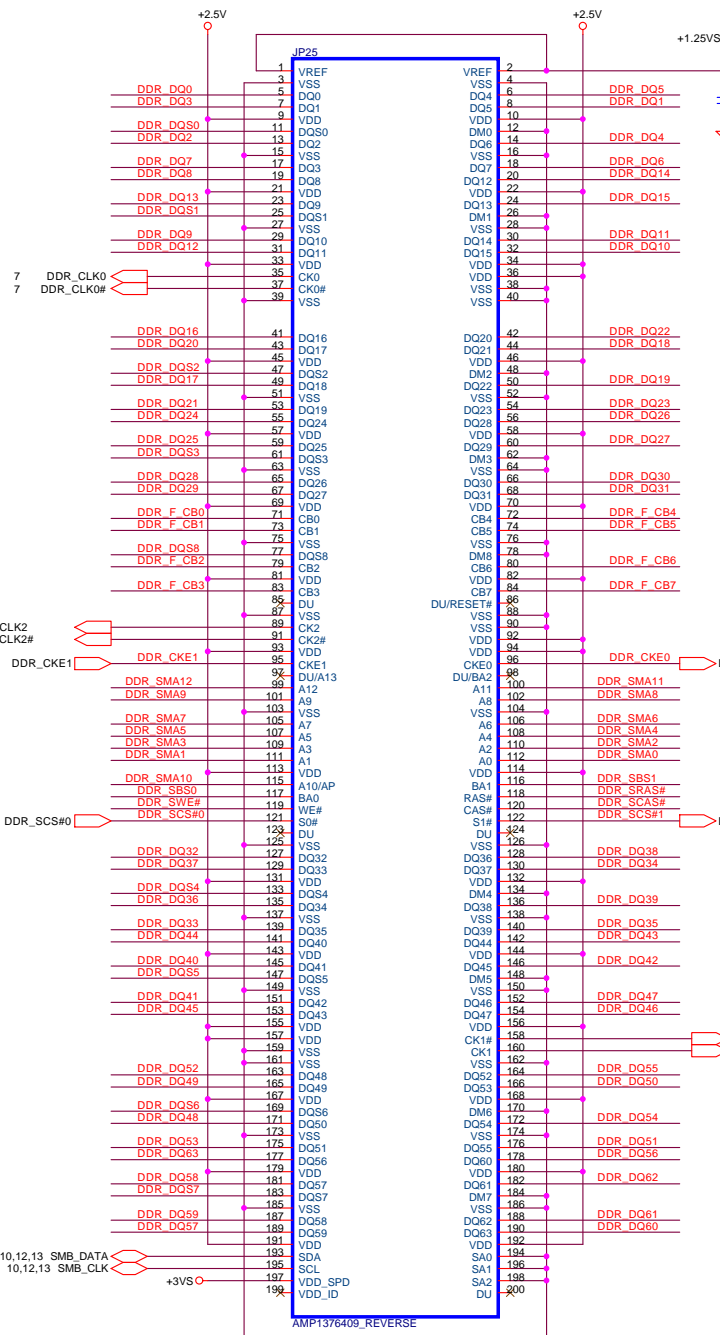 +2.5V +2.5V
+1.25VS
JP25
1 VREF VREF 2
3 VSS VSS 4
DDR_DQ0 5 DQ0 DQ4 6 DDR_DQ5
DDR_DQ3 7 DQ1 DQ5 8 DDR_DQ1
9 VDD VDD 10
DDR_DQS0 11 DQS0 DM0 12
DDR_DQ2 13 DQ2 DQ6 14 DDR_DQ4
15 VSS VSS 16
DDR_DQ7 17 DQ3 DQ7 18 DDR_DQ6
DDR_DQ8 19 DQ8 DQ12 20 DDR_DQ14
21 VDD VDD 22
DDR_DQ13 23 DQ9 DQ13 24 DDR_DQ15
DDR_DQS1 25 DQS1 DM1 26
27 VSS VSS 28
DDR_DQ9 29 DQ10 DQ14 30 DDR_DQ11
DDR_DQ12 31 DQ11 DQ15 32 DDR_DQ10
33 VDD VDD 34
7 DDR_CLK0 35 CK0 VDD 36
7 DDR_CLK0# 37 CK0# VSS 38
39 VSS VSS 40
DDR_DQ16 41 DQ16 DQ20 42 DDR_DQ22
DDR_DQ20 43 DQ17 DQ21 44 DDR_DQ18
45 VDD VDD 46
DDR_DQS2 47 DQS2 DM2 48
DDR_DQ17 49 DQ18 DQ22 50 DDR_DQ19
51 VSS VSS 52
DDR_DQ21 53 DQ19 DQ23 54 DDR_DQ23
DDR_DQ24 55 DQ24 DQ28 56 DDR_DQ26
57 VDD VDD 58
DDR_DQ25 59 DQ25 DQ29 60 DDR_DQ27
DDR_DQS3 61 DQS3 DM3 62
63 VSS VSS 64
DDR_DQ28 65 DQ26 DQ30 66 DDR_DQ30
DDR_DQ29 67 DQ27 DQ31 68 DDR_DQ31
69 VDD VDD 70
DDR_F_CB0 71 CB0 CB4 72 DDR_F_CB4
DDR_F_CB1 73 CB1 CB5 74 DDR_F_CB5
75 VSS VSS 76
DDR_DQS8 77 DQS8 DM8 78
DDR_F_CB2 79 CB2 CB6 80 DDR_F_CB6
81 VDD VDD 82
DDR_F_CB3 83 CB3 CB7 84 DDR_F_CB7
85 DU DU/RESET# 86
87 VSS VSS 88
CLK2 89 CK2 VSS 90
CLK2# 91 CK2# VDD 92
93 VDD VDD 94
DDR_CKE1 DDR_CKE1 95 CKE1 CKE0 96 DDR_CKE0
97 DU/A13 DU/BA2 98
DDR_SMA12 99 A12 A11 100 DDR_SMA11
DDR_SMA9 101 A9 A8 102 DDR_SMA8
103 VSS VSS 104
DDR_SMA7 105 A7 A6 106 DDR_SMA6
DDR_SMA5 107 A5 A4 108 DDR_SMA4
DDR_SMA3 109 A3 A2 110 DDR_SMA2
DDR_SMA1 111 A1 A0 112 DDR_SMA0
113 VDD VDD 114
DDR_SMA10 115 A10/AP BA1 116 DDR_SBS1
DDR_SBS0 117 BA0 RAS# 118 DDR_SRAS#
DDR_SWE# 119 WE# CAS# 120 DDR_SCAS#
DDR_SCS#0 DDR_SCS#0 121 S0# S1# 122 DDR_SCS#1
123 DU DU 124
125 VSS VSS 126
DDR_DQ32 127 DQ32 DQ36 128 DDR_DQ38
DDR_DQ37 129 DQ33 DQ37 130 DDR_DQ34
131 VDD VDD 132
DDR_DQS4 133 DQS4 DM4 134
DDR_DQ36 135 DQ34 DQ38 136 DDR_DQ39
137 VSS VSS 138
DDR_DQ33 139 DQ35 DQ39 140 DDR_DQ35
DDR_DQ44 141 DQ40 DQ44 142 DDR_DQ43
143 VDD VDD 144
DDR_DQ40 145 DQ41 DQ45 146 DDR_DQ42
DDR_DQS5 147 DQS5 DM5 148
149 VSS VSS 150
DDR_DQ41 151 DQ42 DQ46 152 DDR_DQ47
DDR_DQ45 153 DQ43 DQ47 154 DDR_DQ46
155 VDD VDD 156
157 VDD CK1# 158
159 VSS CK1 160
161 VSS VSS 162
DDR_DQ52 163 DQ48 DQ52 164 DDR_DQ55
DDR_DQ49 165 DQ49 DQ53 166 DDR_DQ50
167 VDD VDD 168
DDR_DQS6 169 DQS6 DM6 170
DDR_DQ48 171 DQ50 DQ54 172 DDR_DQ54
173 VSS VSS 174
DDR_DQ53 175 DQ51 DQ55 176 DDR_DQ51
DDR_DQ63 177 DQ56 DQ60 178 DDR_DQ56
179 VDD VDD 180
DDR_DQ58 181 DQ57 DQ61 182 DDR_DQ62
DDR_DQS7 183 DQS7 DM7 184
185 VSS VSS 186
DDR_DQ59 187 DQ58 DQ62 188 DDR_DQ61
DDR_DQ57 189 DQ59 DQ63 190 DDR_DQ60
191 VDD VDD 192
10,12,13 SMB_DATA 193 SDA SA0 194
10,12,13 SMB_CLK 195 SCL SA1 196
+3VS 197 VDD_SPD SA2 198
199 VDD_ID DU 200
AMP1376409_REVERSE